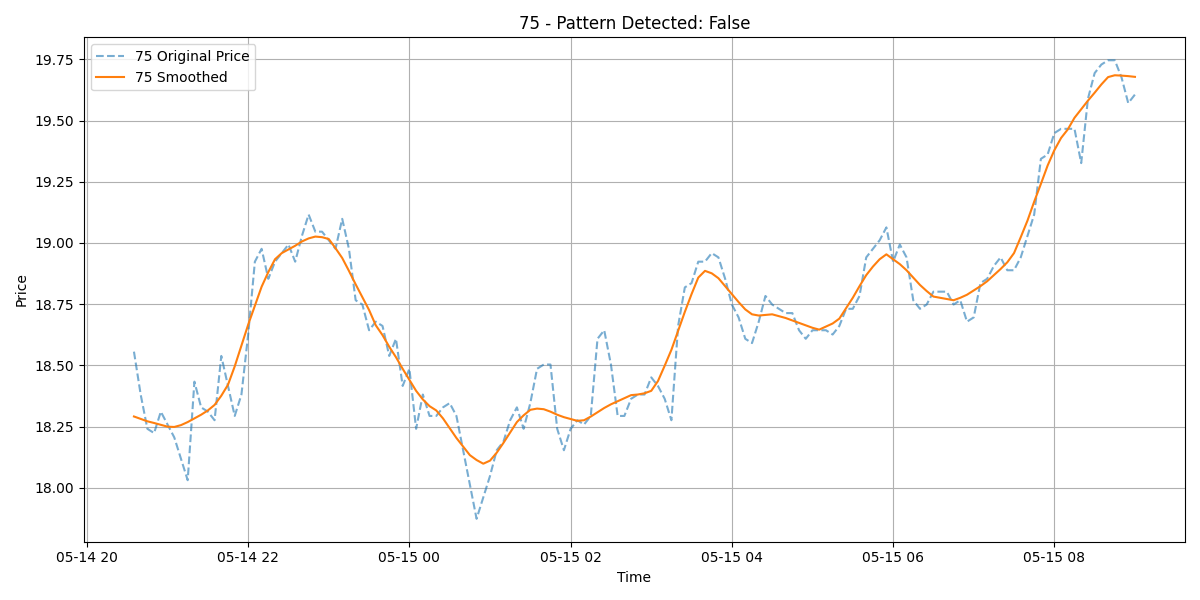 75 - Pattern Detected: False
75 Original Price
75 Smoothed
Price
19.75
19.50
19.25
19.00
18.75
18.50
18.25
18.00
05-14 20 05-14 22 05-15 00 05-15 02 05-15 04 05-15 06 05-15 08
Time